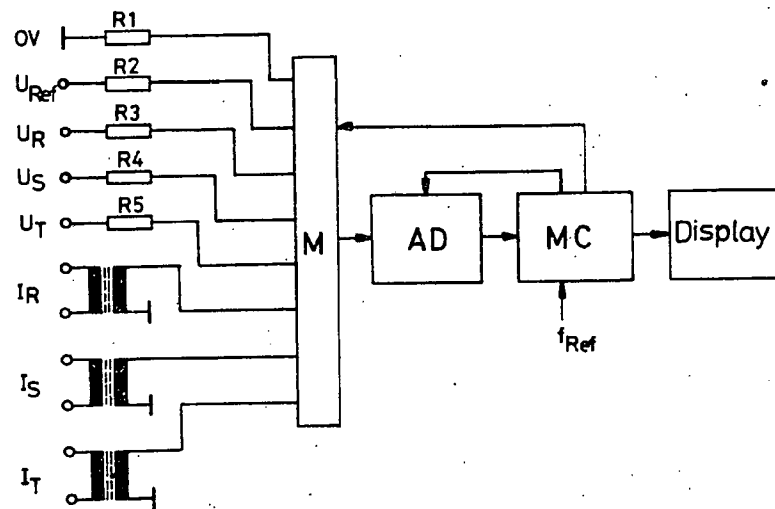 R1
0V
R2
URef
R3
UR
R4
US
R5
UT
M
AD
MC
Display
IR
fRef
IS
IT